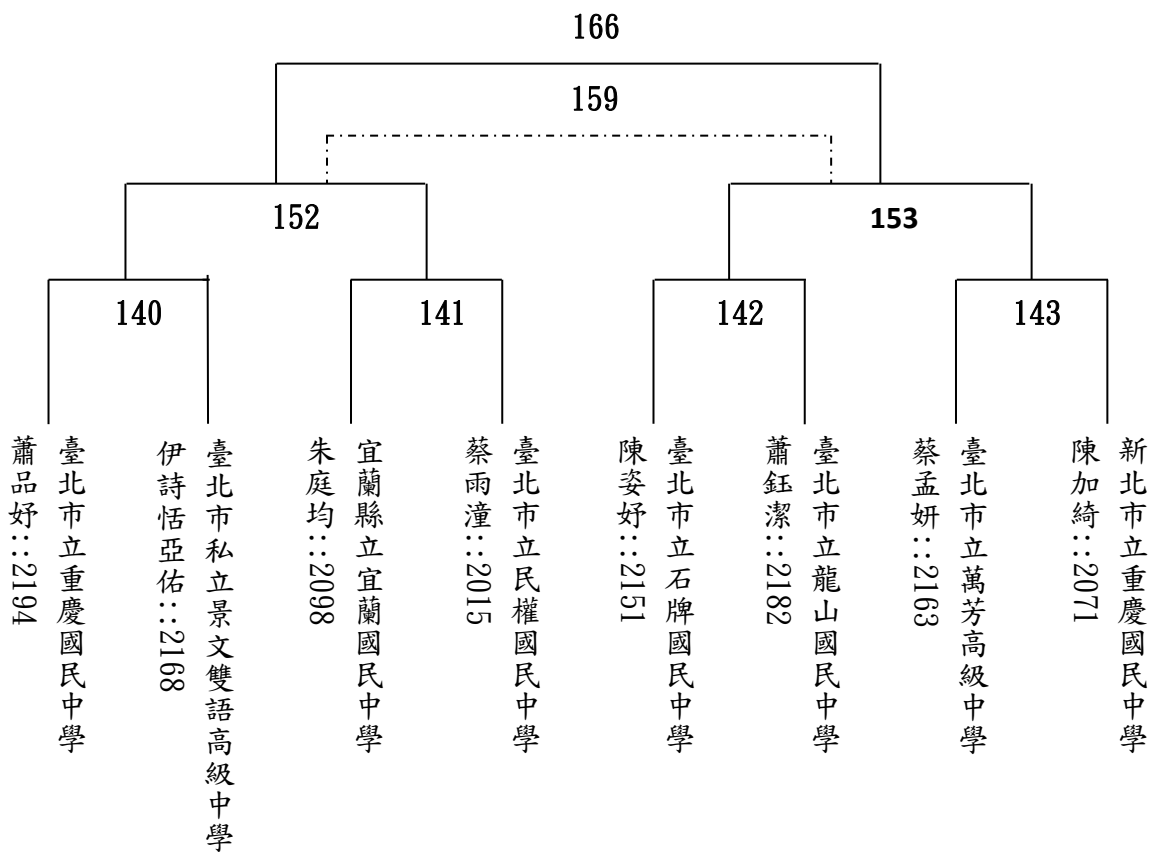 166
159
152
153
140
141
142
143
臺北市立重慶國民中學
蕭品妤::2194
臺北市私立景文雙語高級中學
伊詩恬亞佑::2168
宜蘭縣立宜蘭國民中學
朱庭均::2098
臺北市立民權國民中學
蔡雨潼::2015
臺北市立石牌國民中學
陳姿妤::2151
臺北市立龍山國民中學
蕭鈺潔::2182
臺北市立萬芳高級中學
蔡孟妍::2163
新北市立重慶國民中學
陳加綺::2071